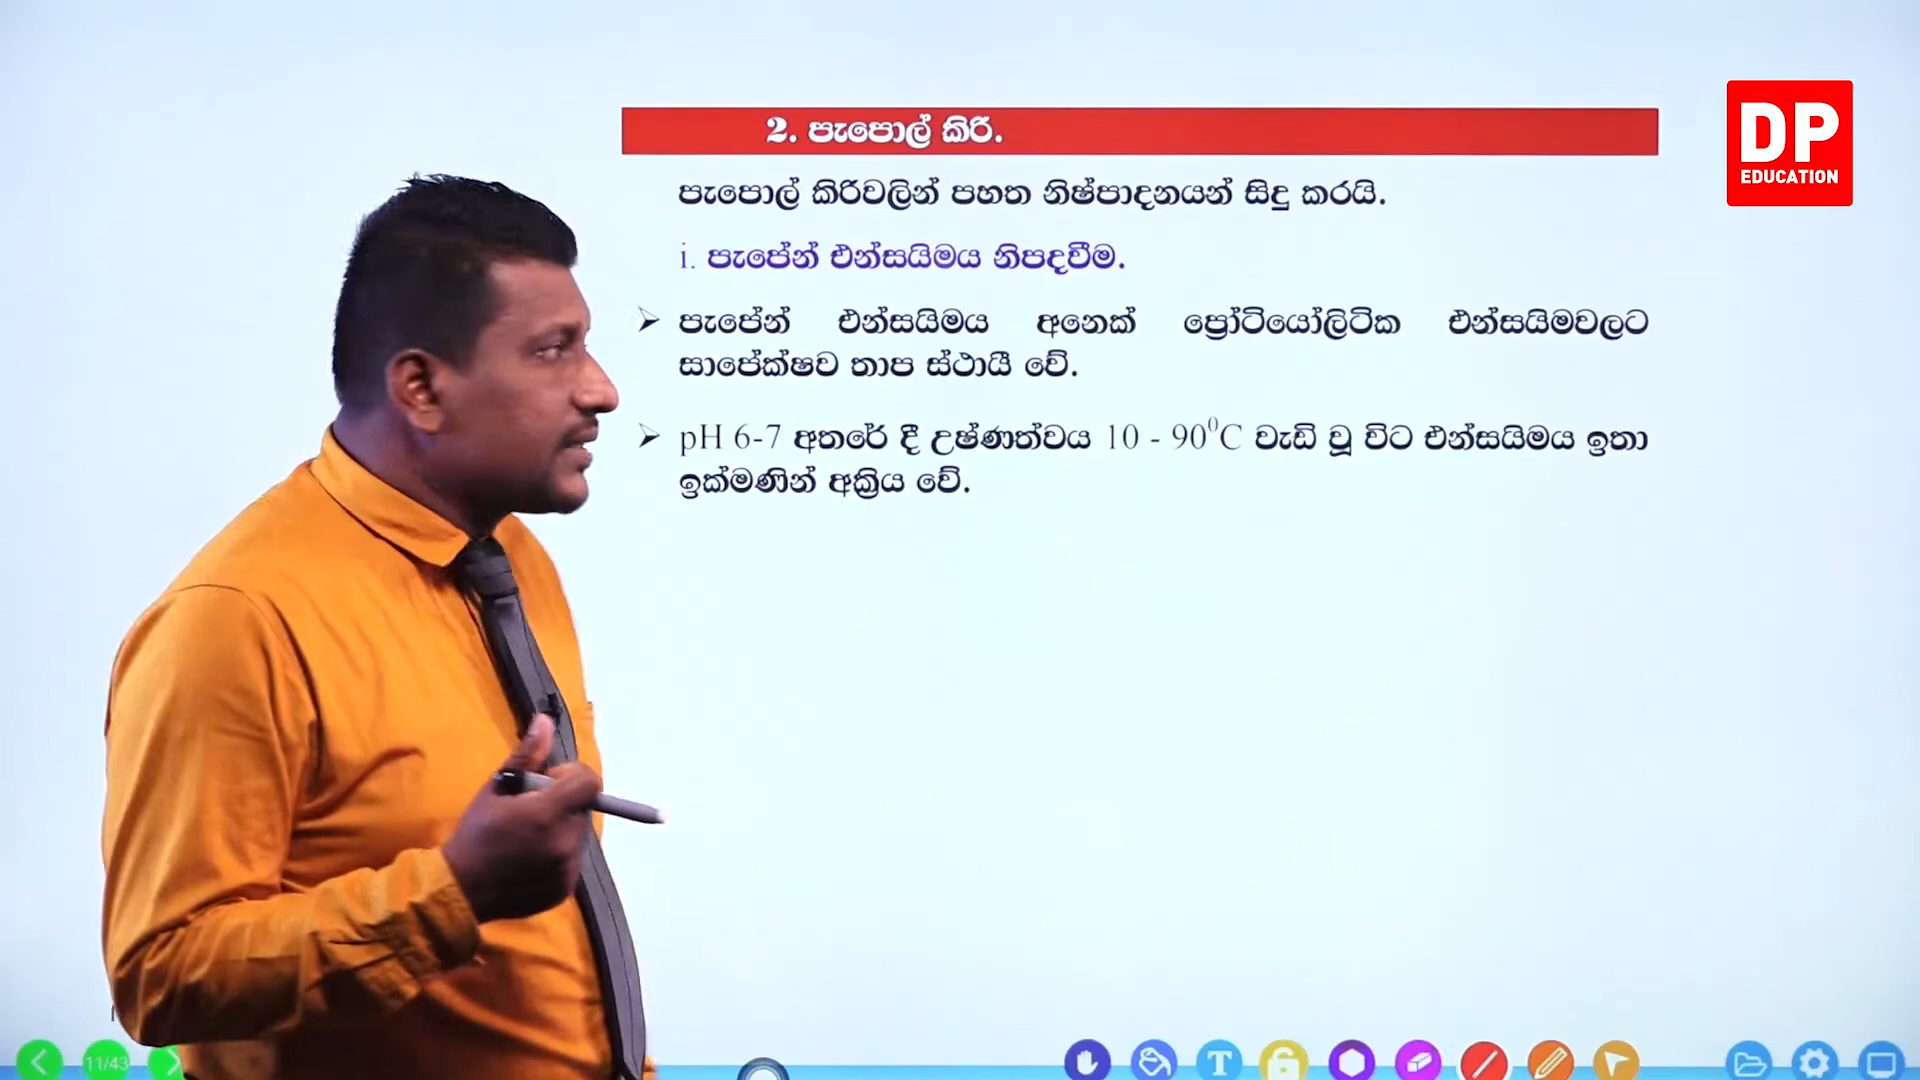 2. පැපොල් කිරි.
DP
EDUCATION
පැපොල් කිරිවලින් පහත නිෂ්පාදනයන් සිදු කරයි.
i. පැපේන් එන්සයිමය නිපදවීම.
➢ පැපේන් එන්සයිමය අනෙක් ප්‍රෝටියෝලිටික එන්සයිමවලට
සාපේක්ෂව තාප ස්ථායී වේ.
➢ pH 6-7 අතරේ දී උෂ්ණත්වය 10 - 90⁰C වැඩි වූ විට එන්සයිමය ඉතා
ඉක්මණින් අක්‍රිය වේ.
11/43
T